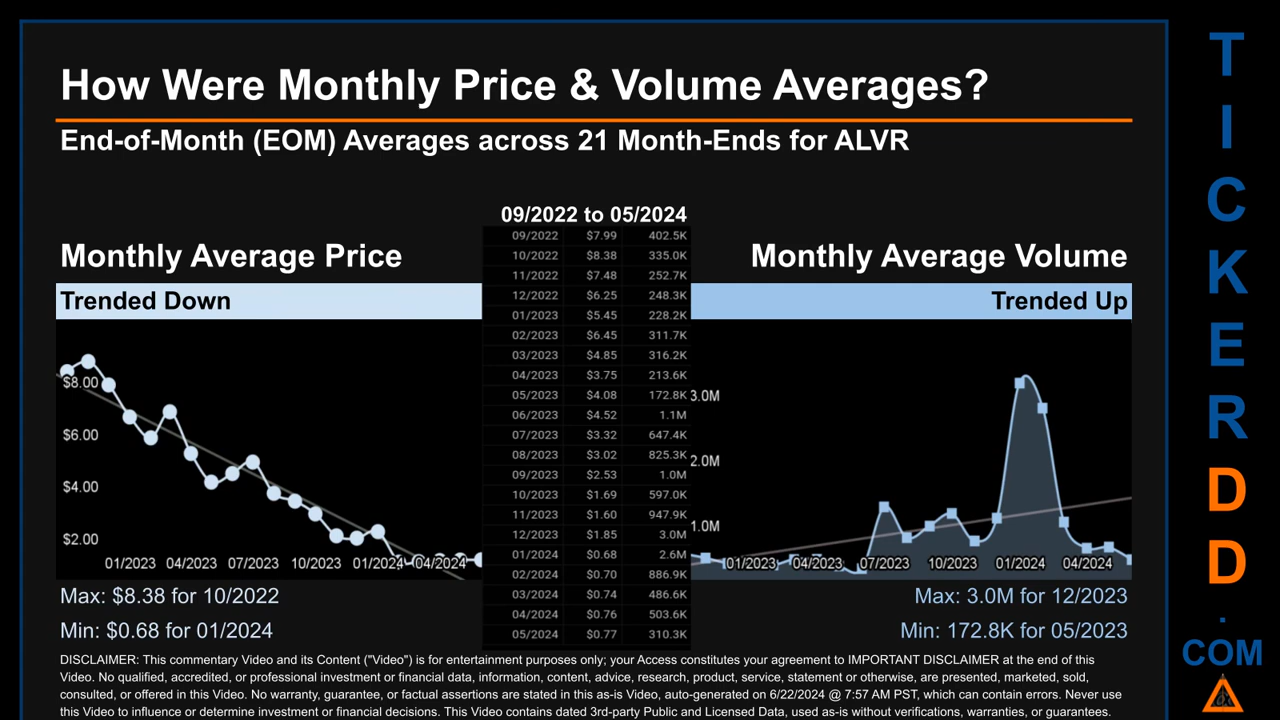 How Were Monthly Price & Volume Averages?
End-of-Month (EOM) Averages across 21 Month-Ends for ALVR
09/2022 to 05/2024
Monthly Average Price
Trended Down
$8.00
$6.00
$4.00
$2.00
01/2023 04/2023 07/2023 10/2023 01/2024 04/2024
Max: $8.38 for 10/2022
Min: $0.68 for 01/2024
09/2022 $7.99 402.5K
10/2022 $8.38 335.0K
11/2022 $7.48 252.7K
12/2022 $6.25 248.3K
01/2023 $5.45 228.2K
02/2023 $6.45 311.7K
03/2023 $4.85 316.2K
04/2023 $3.75 213.6K
05/2023 $4.08 172.8K
06/2023 $4.52 1.1M
07/2023 $3.32 647.4K
08/2023 $3.02 825.3K
09/2023 $2.53 1.0M
10/2023 $1.69 597.0K
11/2023 $1.60 947.9K
12/2023 $1.85 3.0M
01/2024 $0.68 2.6M
02/2024 $0.70 886.9K
03/2024 $0.74 486.6K
04/2024 $0.76 503.6K
05/2024 $0.77 310.3K
Monthly Average Volume
Trended Up
3.0M
2.0M
1.0M
01/2023 04/2023 07/2023 10/2023 01/2024 04/2024
Max: 3.0M for 12/2023
Min: 172.8K for 05/2023
DISCLAIMER: This commentary Video and its Content ("Video") is for entertainment purposes only; your Access constitutes your agreement to IMPORTANT DISCLAIMER at the end of this
Video. No qualified, accredited, or professional investment or financial data, information, content, advice, research, product, service, statement or otherwise, are presented, marketed, sold,
consulted, or offered in this Video. No warranty, guarantee, or factual assertions are stated in this as-is Video, auto-generated on 6/22/2024 @ 7:57 AM PST, which can contain errors. Never use
this Video to influence or determine investment or financial decisions. This Video contains dated 3rd-party Public and Licensed Data, used as-is without verifications, warranties, or guarantees.
T
I
C
K
E
R
D
D
.
COM